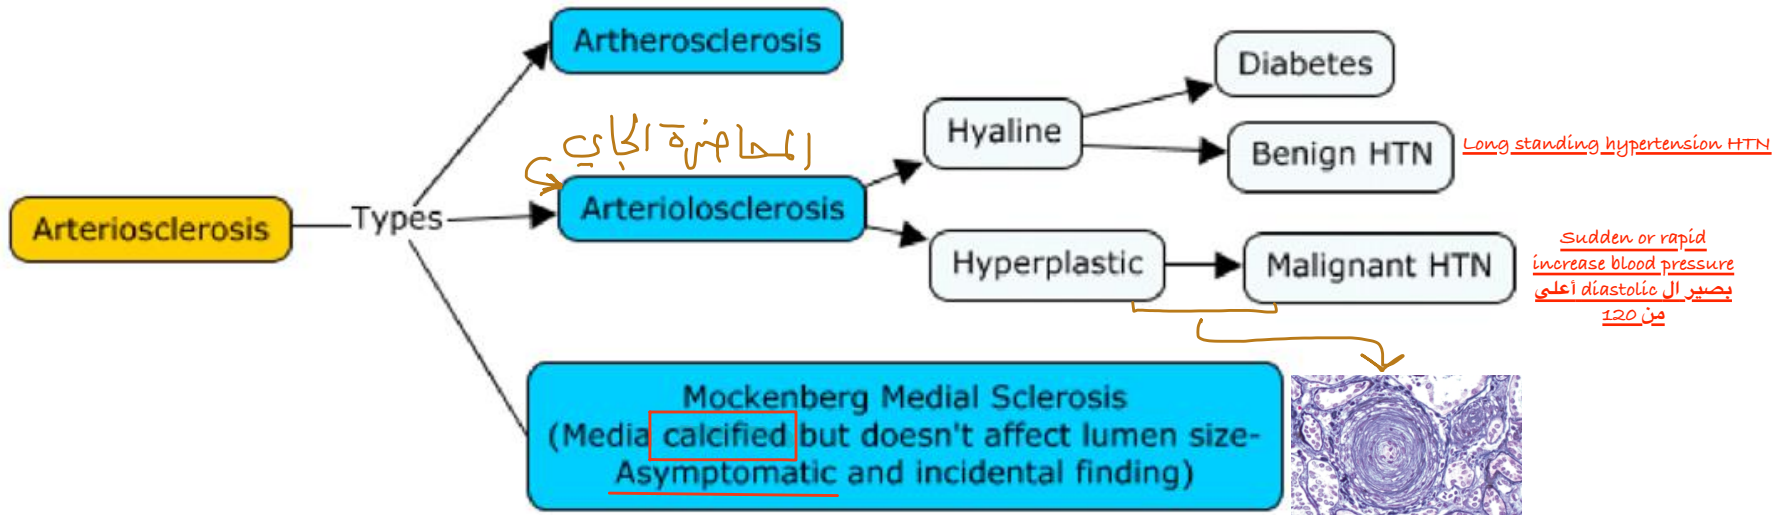 Artherosclerosis
Diabetes
Hyaline
Benign HTN
Long standing hypertension HTN
المحاضرة الجاي
Arteriolosclerosis
Arteriosclerosis
Types
Hyperplastic
Malignant HTN
Sudden or rapid
increase blood pressure
بصير ال diastolic أعلى
من 120
Mockenberg Medial Sclerosis
(Media calcified but doesn't affect lumen size-
Asymptomatic and incidental finding)